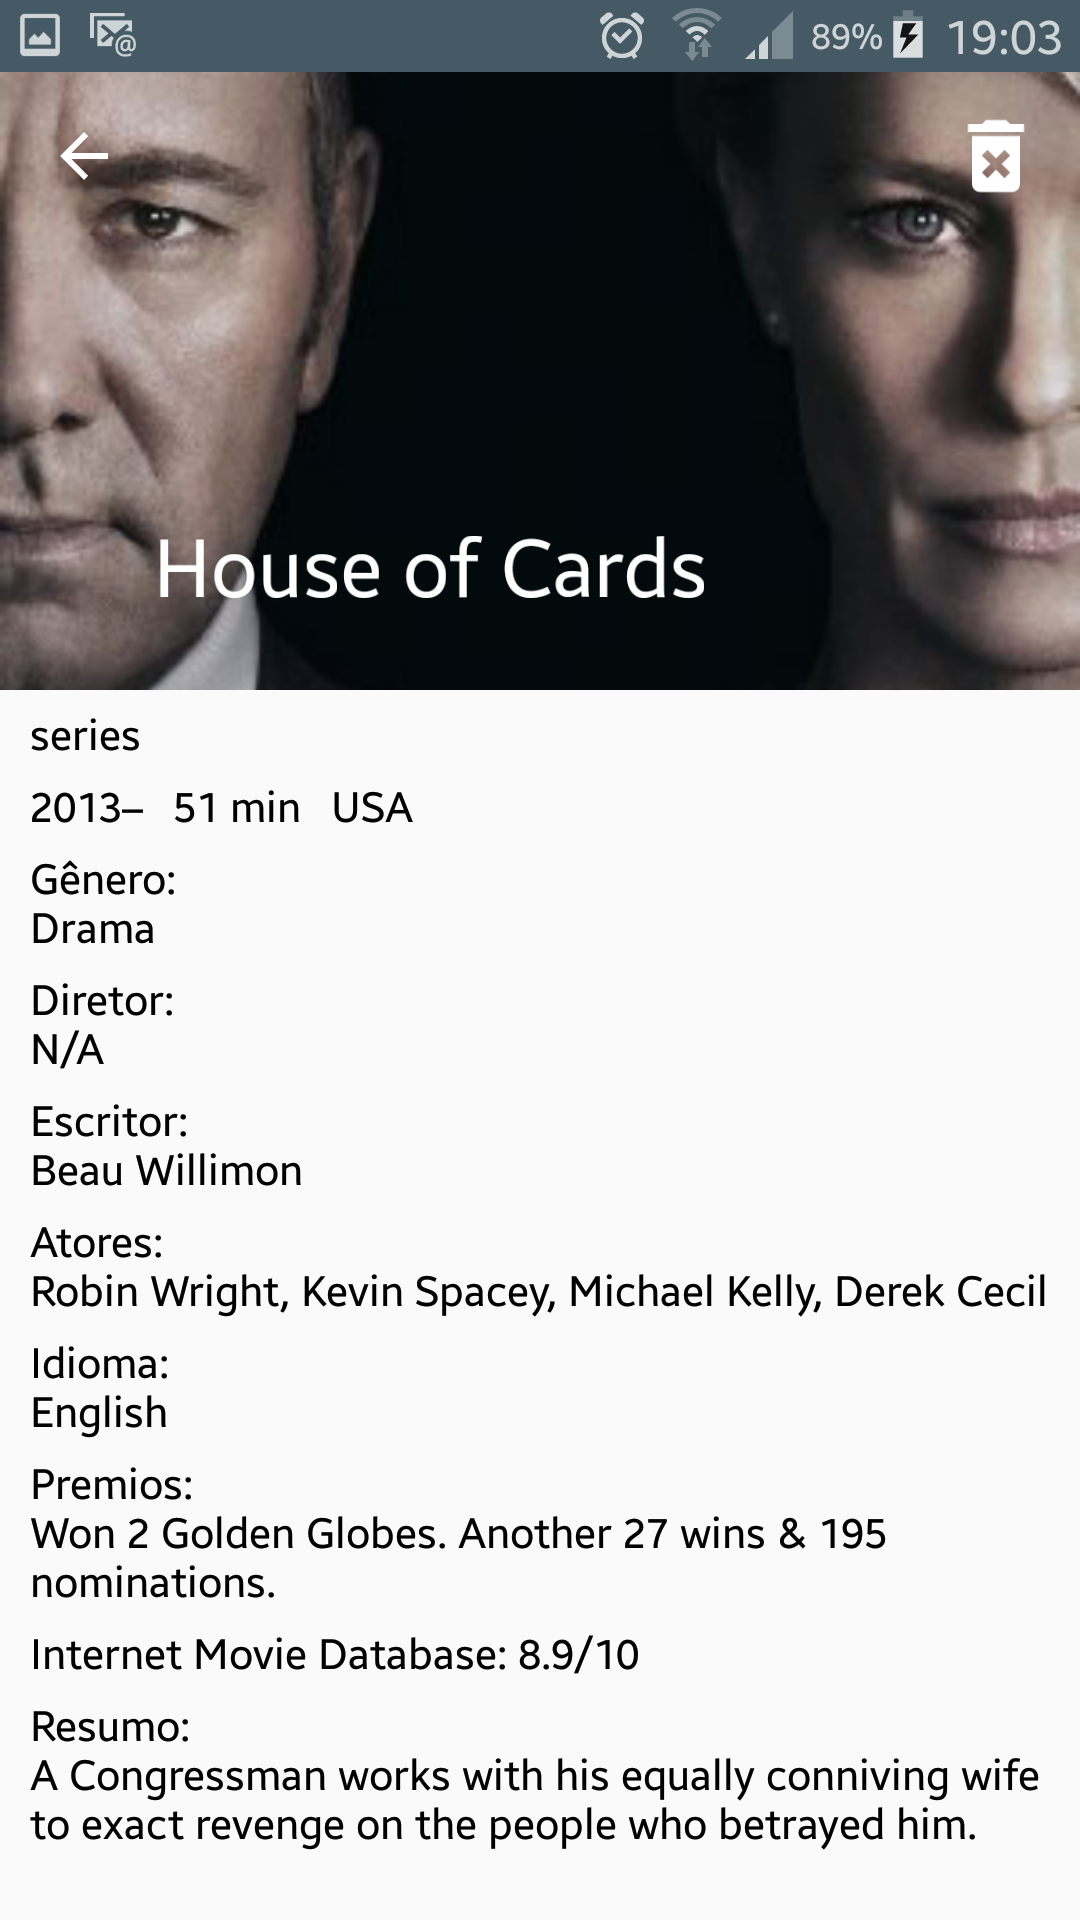 89% 19:03
House of Cards
series
2013–   51 min   USA
Gênero:
Drama
Diretor:
N/A
Escritor:
Beau Willimon
Atores:
Robin Wright, Kevin Spacey, Michael Kelly, Derek Cecil
Idioma:
English
Premios:
Won 2 Golden Globes. Another 27 wins & 195
nominations.
Internet Movie Database: 8.9/10
Resumo:
A Congressman works with his equally conniving wife
to exact revenge on the people who betrayed him.